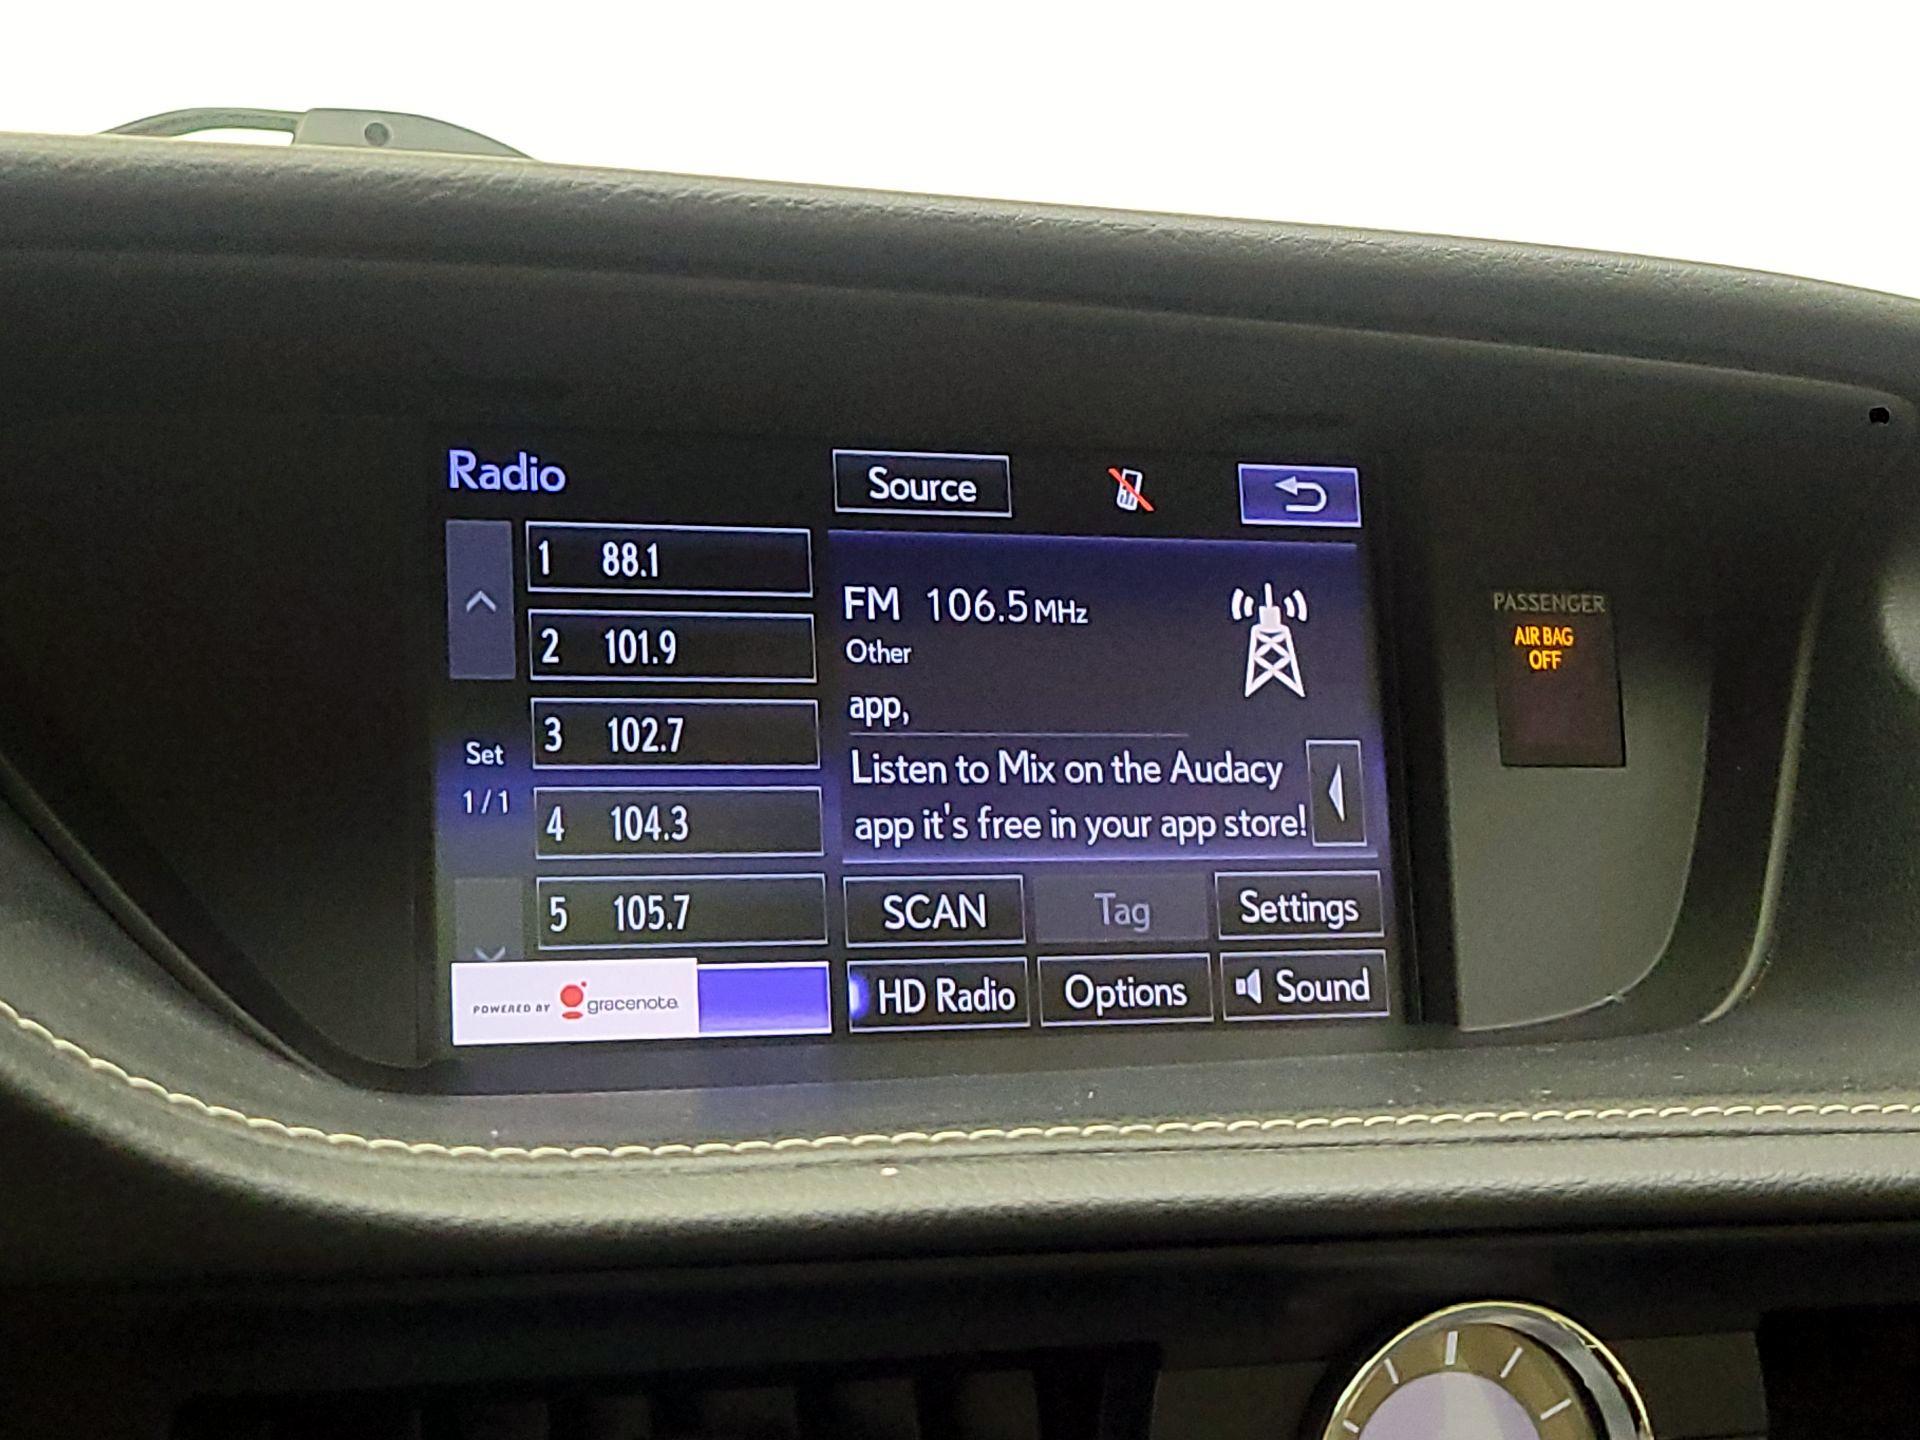 Radio
Source
1 88.1
2 101.9
3 102.7
4 104.3
5 105.7
Set
1/1
POWERED BY gracenote
FM 106.5 MHz
Other
app,
Listen to Mix on the Audacy
app it's free in your app store!
SCAN
Tag
Settings
HD Radio
Options
Sound
PASSENGER
AIR BAG
OFF